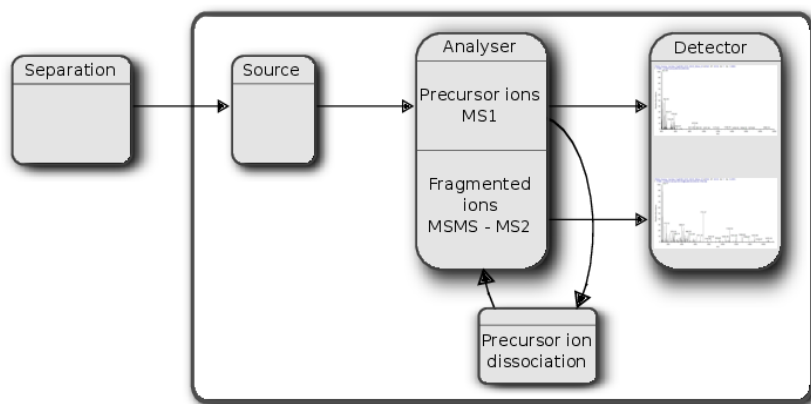 Separation
Source
Analyser
Precursor ions
MS1
Fragmented
ions
MSMS - MS2
Detector
Precursor ion
dissociation